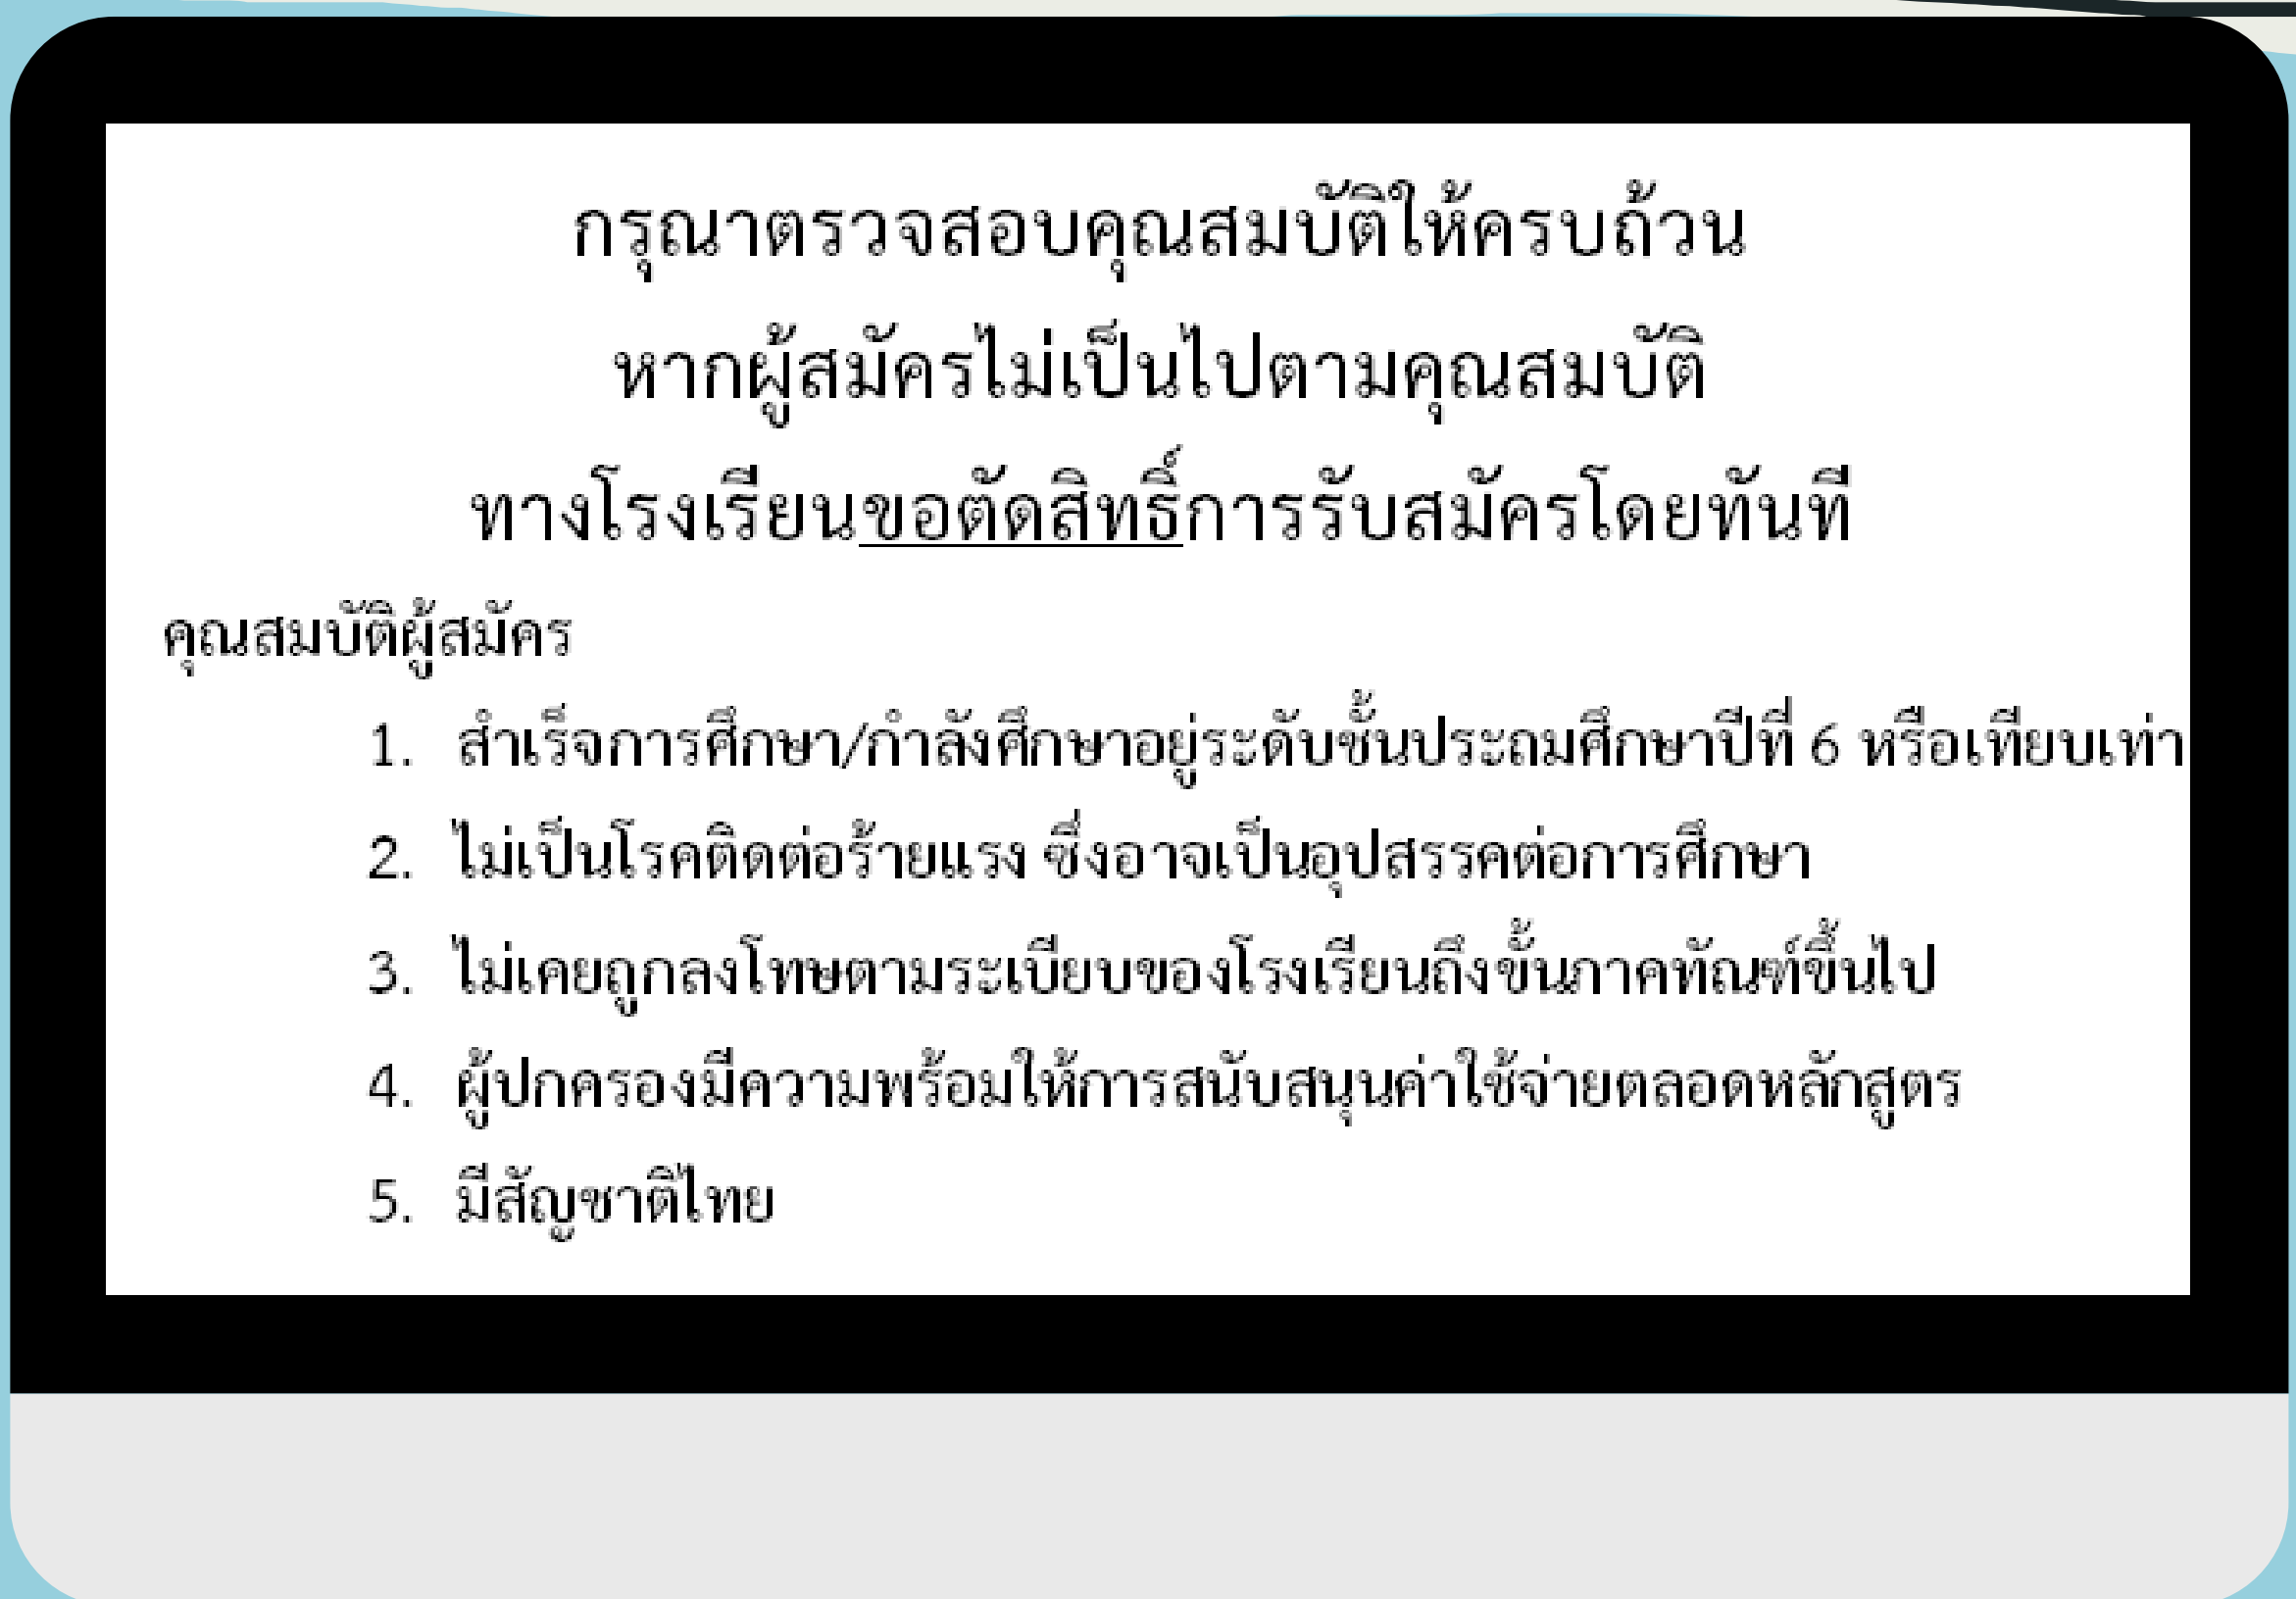 กรุณาตรวจสอบคุณสมบัติให้ครบถ้วน
หากผู้สมัครไม่เป็นไปตามคุณสมบัติ
ทางโรงเรียนขอตัดสิทธิ์การรับสมัครโดยทันที
คุณสมบัติผู้สมัคร
1. สำเร็จการศึกษา/กำลังศึกษาอยู่ระดับชั้นประถมศึกษาปีที่ 6 หรือเทียบเท่า
2. ไม่เป็นโรคติดต่อร้ายแรง ซึ่งอาจเป็นอุปสรรคต่อการศึกษา
3. ไม่เคยถูกลงโทษตามระเบียบของโรงเรียนถึงขั้นภาคทัณฑ์ขึ้นไป
4. ผู้ปกครองมีความพร้อมให้การสนับสนุนค่าใช้จ่ายตลอดหลักสูตร
5. มีสัญชาติไทย